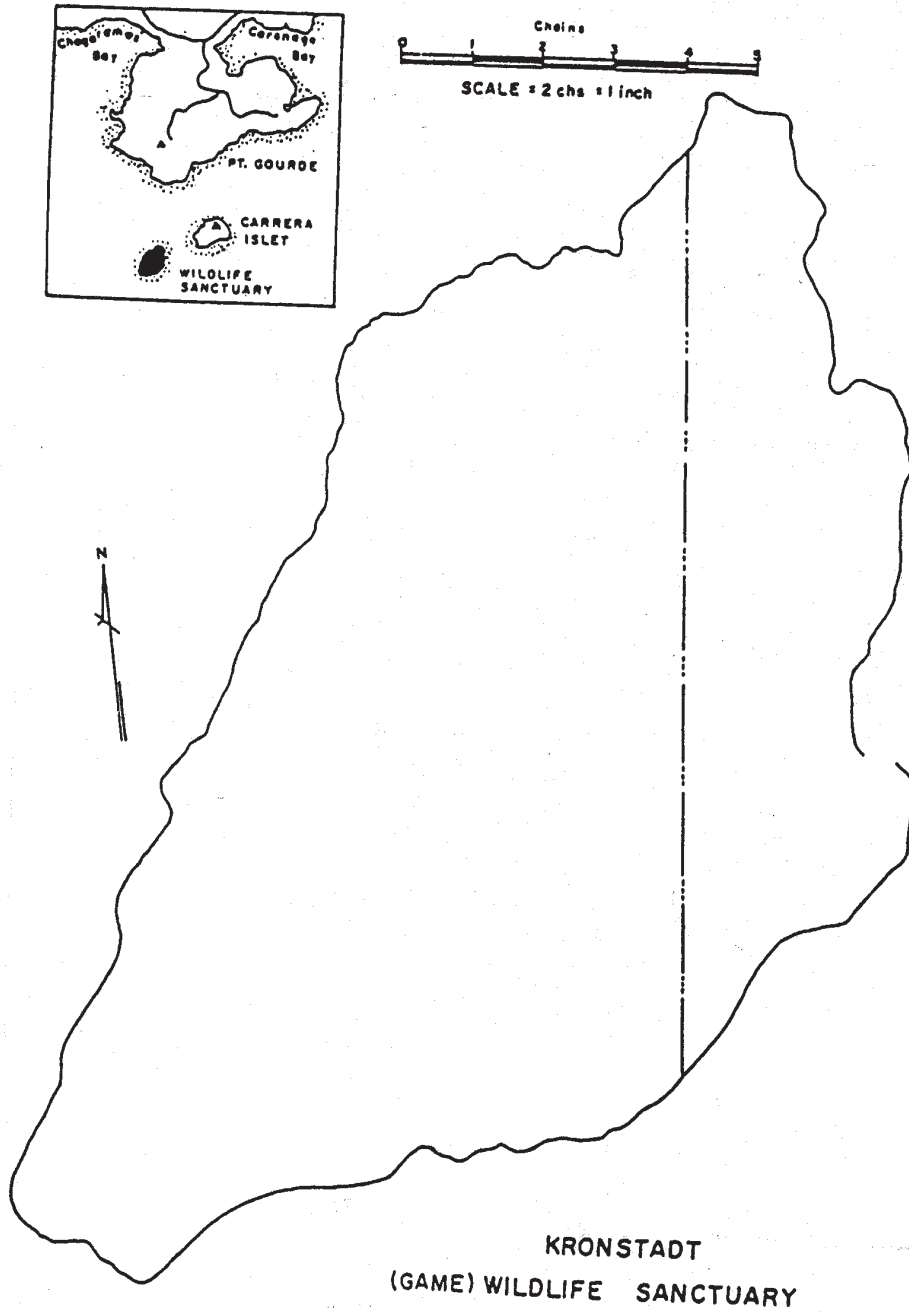 Chagaramas
Bay
Carenage
Bay
PT. GOURDE
CARRERA
ISLET
WILDLIFE
SANCTUARY
Chains
0 1 2 3 4 5
SCALE = 2 chs = 1 inch
N
KRONSTADT
(GAME) WILDLIFE SANCTUARY